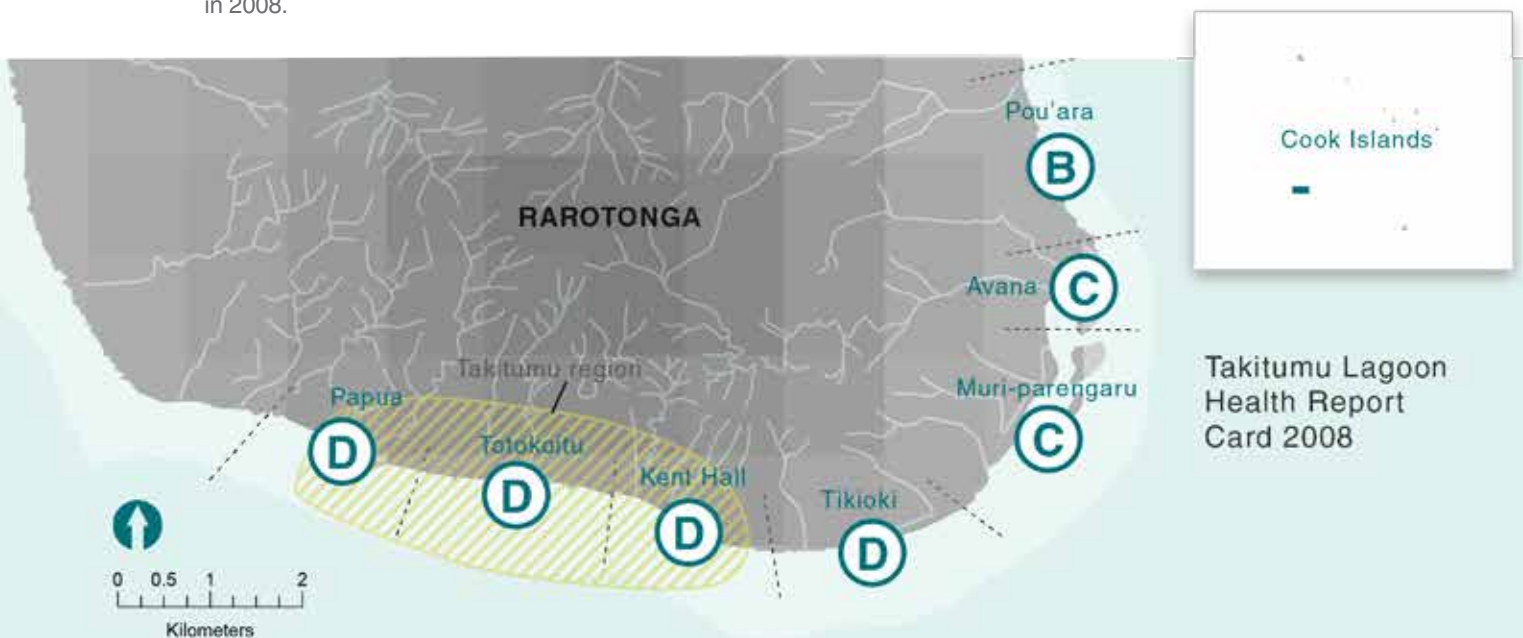 in 2008.
Pou'ara
B
Cook Islands
RAROTONGA
Avana
C
Takitumu Lagoon
Health Report
Card 2008
Takitumu region
Muri-parengaru
C
Papua
D
Totokoitu
D
Kent Hall
D
Tikioki
D
0 0.5 1 2
Kilometers